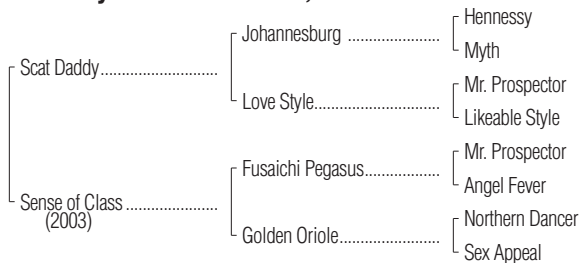 Hennessy
Johannesburg ..................
Myth
Scat Daddy...........................
Mr. Prospector
Love Style.............................
Likeable Style
Mr. Prospector
Fusaichi Pegasus.................
Angel Fever
Sense of Class .....................
(2003)
Northern Dancer
Golden Oriole.......................
Sex Appeal